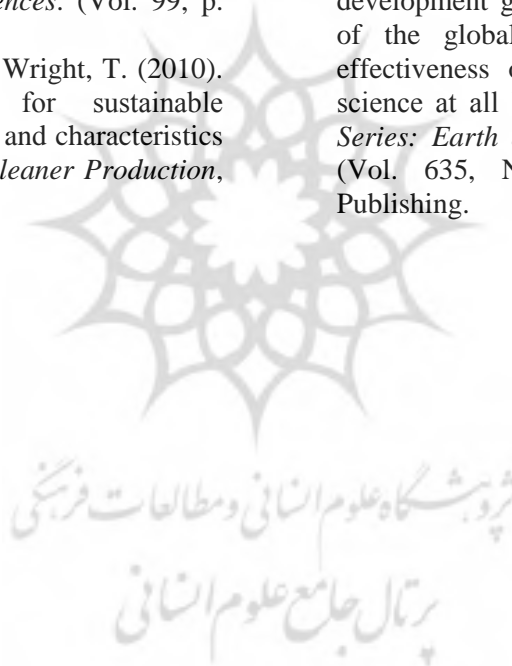 ences. (Vol. 99, p.
Wright, T. (2010).
for sustainable
and characteristics
leaner Production,
development g
of the global
effectiveness o
science at all
Series: Earth
(Vol. 635, N
Publishing.
پژوهشگاه علوم انسانی و مطالعات فرهنگی
پرتال جامع علوم انسانی